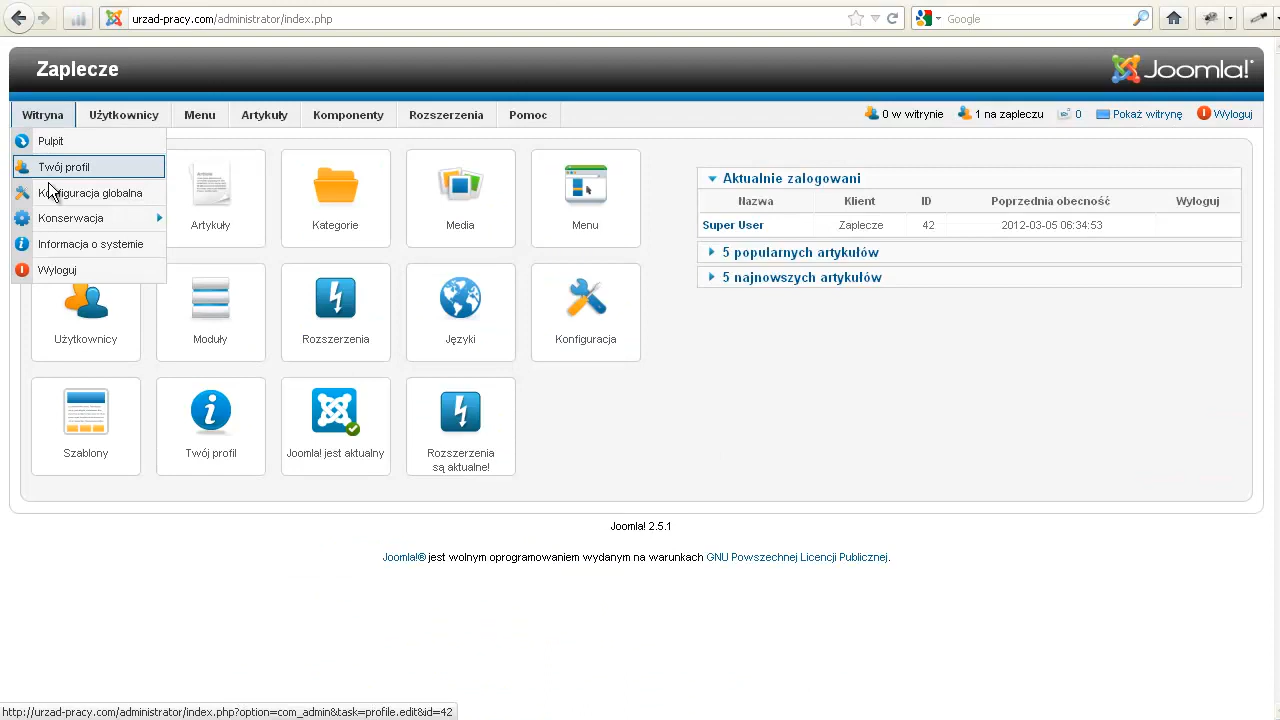 urzad-pracy.com/administrator/index.php
Google
Zaplecze
Joomla!®
Witryna
Użytkownicy
Menu
Artykuły
Komponenty
Rozszerzenia
Pomoc
0 w witrynie
1 na zapleczu
0
Pokaż witrynę
Wyloguj
Pulpit
Twój profil
Konfiguracja globalna
Konserwacja
Informacja o systemie
Wyloguj
Artykuły
Kategorie
Media
Menu
Użytkownicy
Moduły
Rozszerzenia
Języki
Konfiguracja
Szablony
Twój profil
Joomla! jest aktualny
Rozszerzenia
są aktualne!
Aktualnie zalogowani
Nazwa Klient ID Poprzednia obecność Wyloguj
Super User Zaplecze 42 2012-03-05 06:34:53
5 popularnych artykułów
5 najnowszych artykułów
Joomla! 2.5.1
Joomla!® jest wolnym oprogramowaniem wydanym na warunkach GNU Powszechnej Licencji Publicznej.
http://urzad-pracy.com/administrator/index.php?option=com_admin&task=profile.edit&id=42